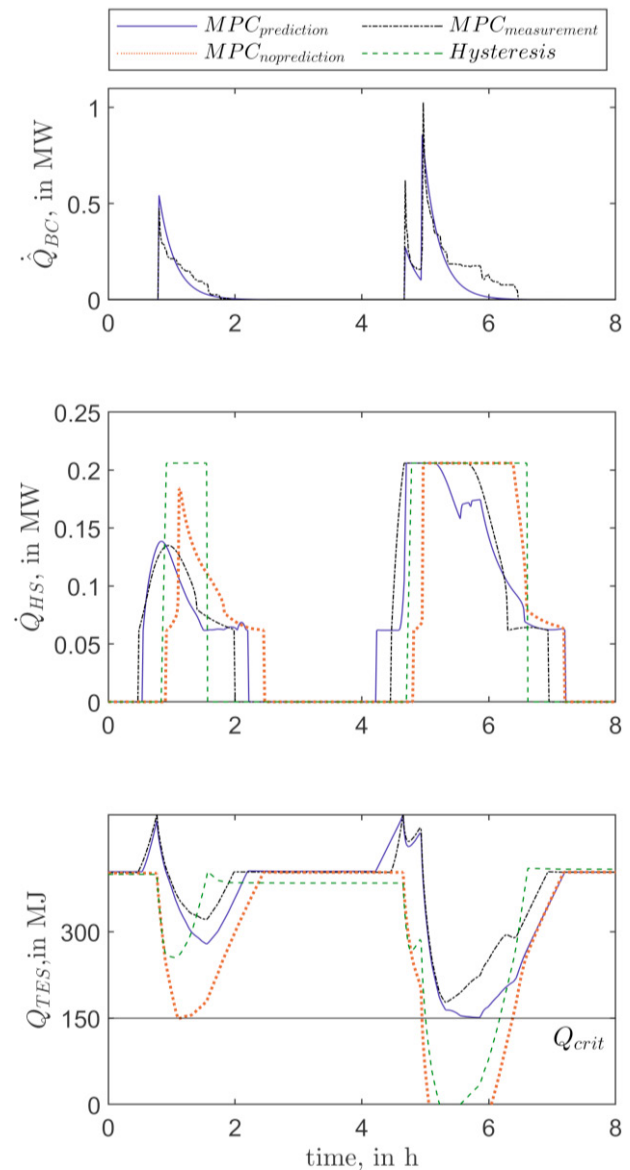 MPC_prediction MPC_measurement
MPC_noprediction Hysteresis
1
0.5
0
Q̂̇_BC, in MW
0 2 4 6 8
0.25
0.2
0.15
0.1
0.05
0
Q̇_HS, in MW
0 2 4 6 8
300
150
0
Q_TES,in MJ
Q_crit
0 2 4 6 8
time, in h